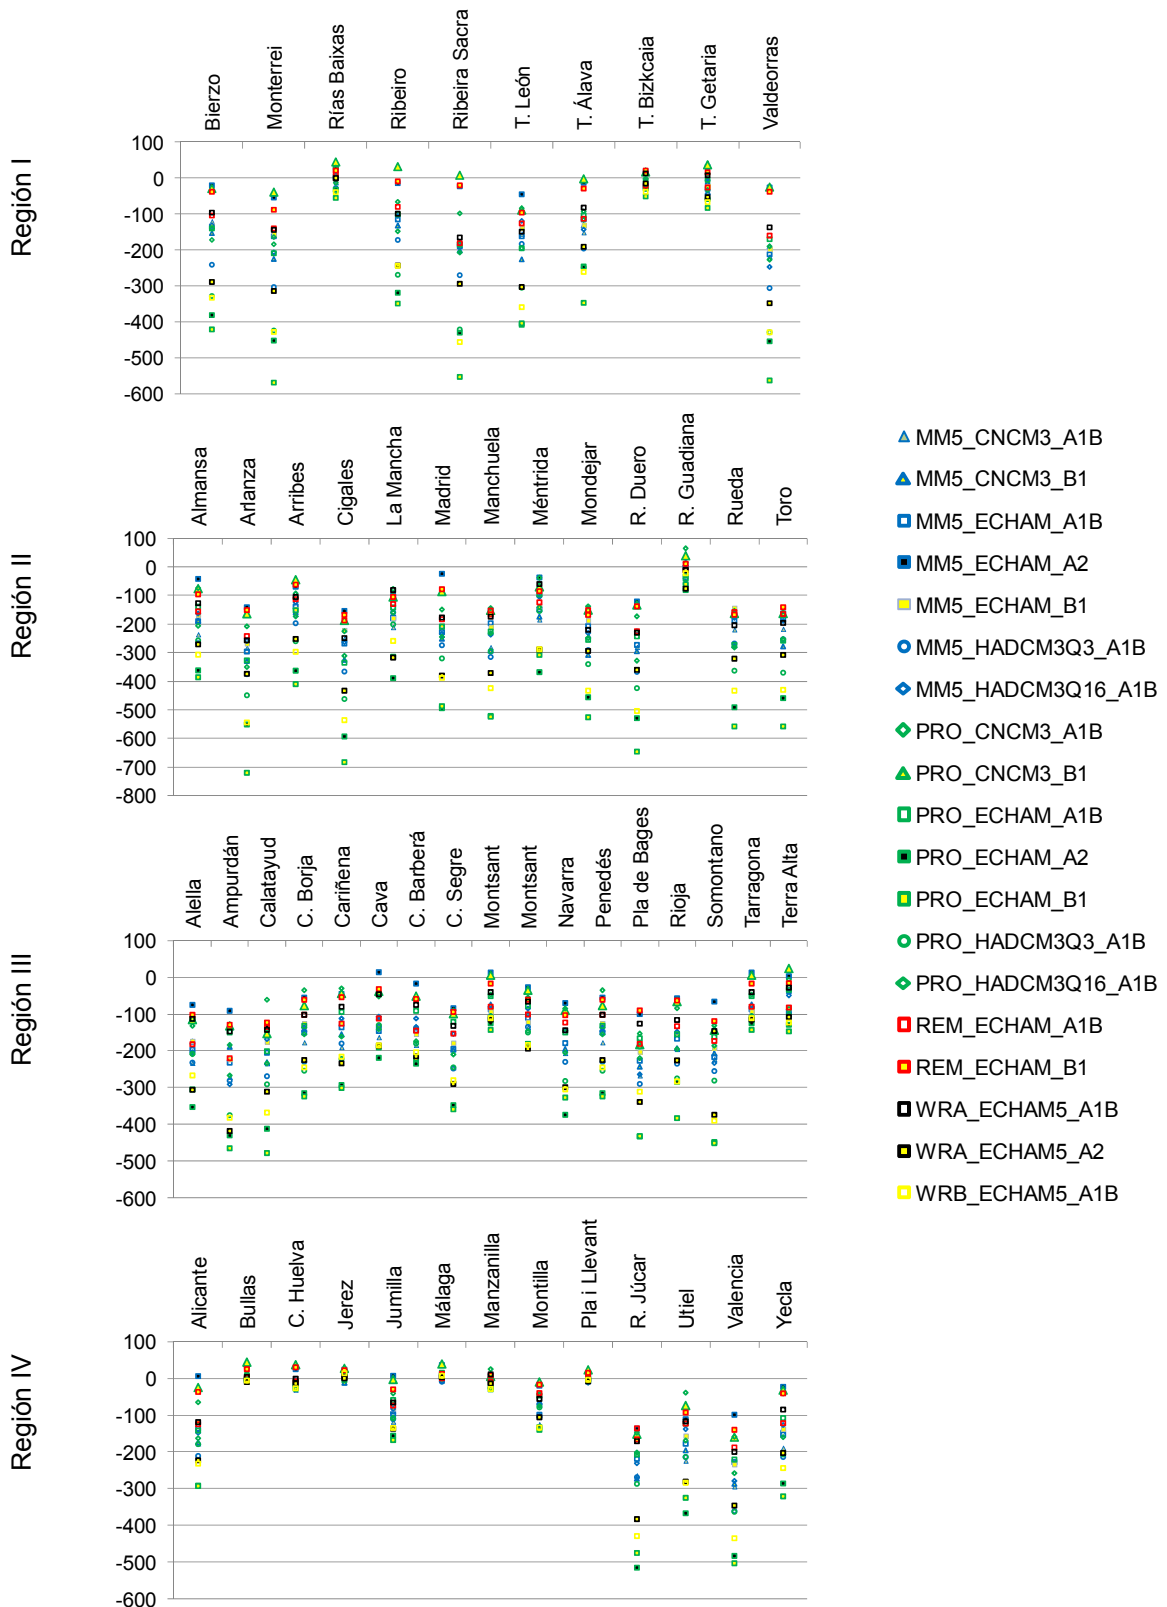 Región I
Bierzo
Monterrei
Rías Baixas
Ribeiro
Ribeira Sacra
T. León
T. Álava
T. Bizkcaia
T. Getaria
Valdeorras
100
0
-100
-200
-300
-400
-500
-600
Región II
Almansa
Arlanza
Arribes
Cigales
La Mancha
Madrid
Manchuela
Méntrida
Mondejar
R. Duero
R. Guadiana
Rueda
Toro
100
0
-100
-200
-300
-400
-500
-600
-700
-800
Región III
Alella
Ampurdán
Calatayud
C. Borja
Cariñena
Cava
C. Barberá
C. Segre
Montsant
Montsant
Navarra
Penedés
Pla de Bages
Rioja
Somontano
Tarragona
Terra Alta
100
0
-100
-200
-300
-400
-500
-600
Región IV
Alicante
Bullas
C. Huelva
Jerez
Jumilla
Málaga
Manzanilla
Montilla
Pla i Llevant
R. Júcar
Utiel
Valencia
Yecla
100
0
-100
-200
-300
-400
-500
-600
MM5_CNCM3_A1B
MM5_CNCM3_B1
MM5_ECHAM_A1B
MM5_ECHAM_A2
MM5_ECHAM_B1
MM5_HADCM3Q3_A1B
MM5_HADCM3Q16_A1B
PRO_CNCM3_A1B
PRO_CNCM3_B1
PRO_ECHAM_A1B
PRO_ECHAM_A2
PRO_ECHAM_B1
PRO_HADCM3Q3_A1B
PRO_HADCM3Q16_A1B
REM_ECHAM_A1B
REM_ECHAM_B1
WRA_ECHAM5_A1B
WRA_ECHAM5_A2
WRB_ECHAM5_A1B